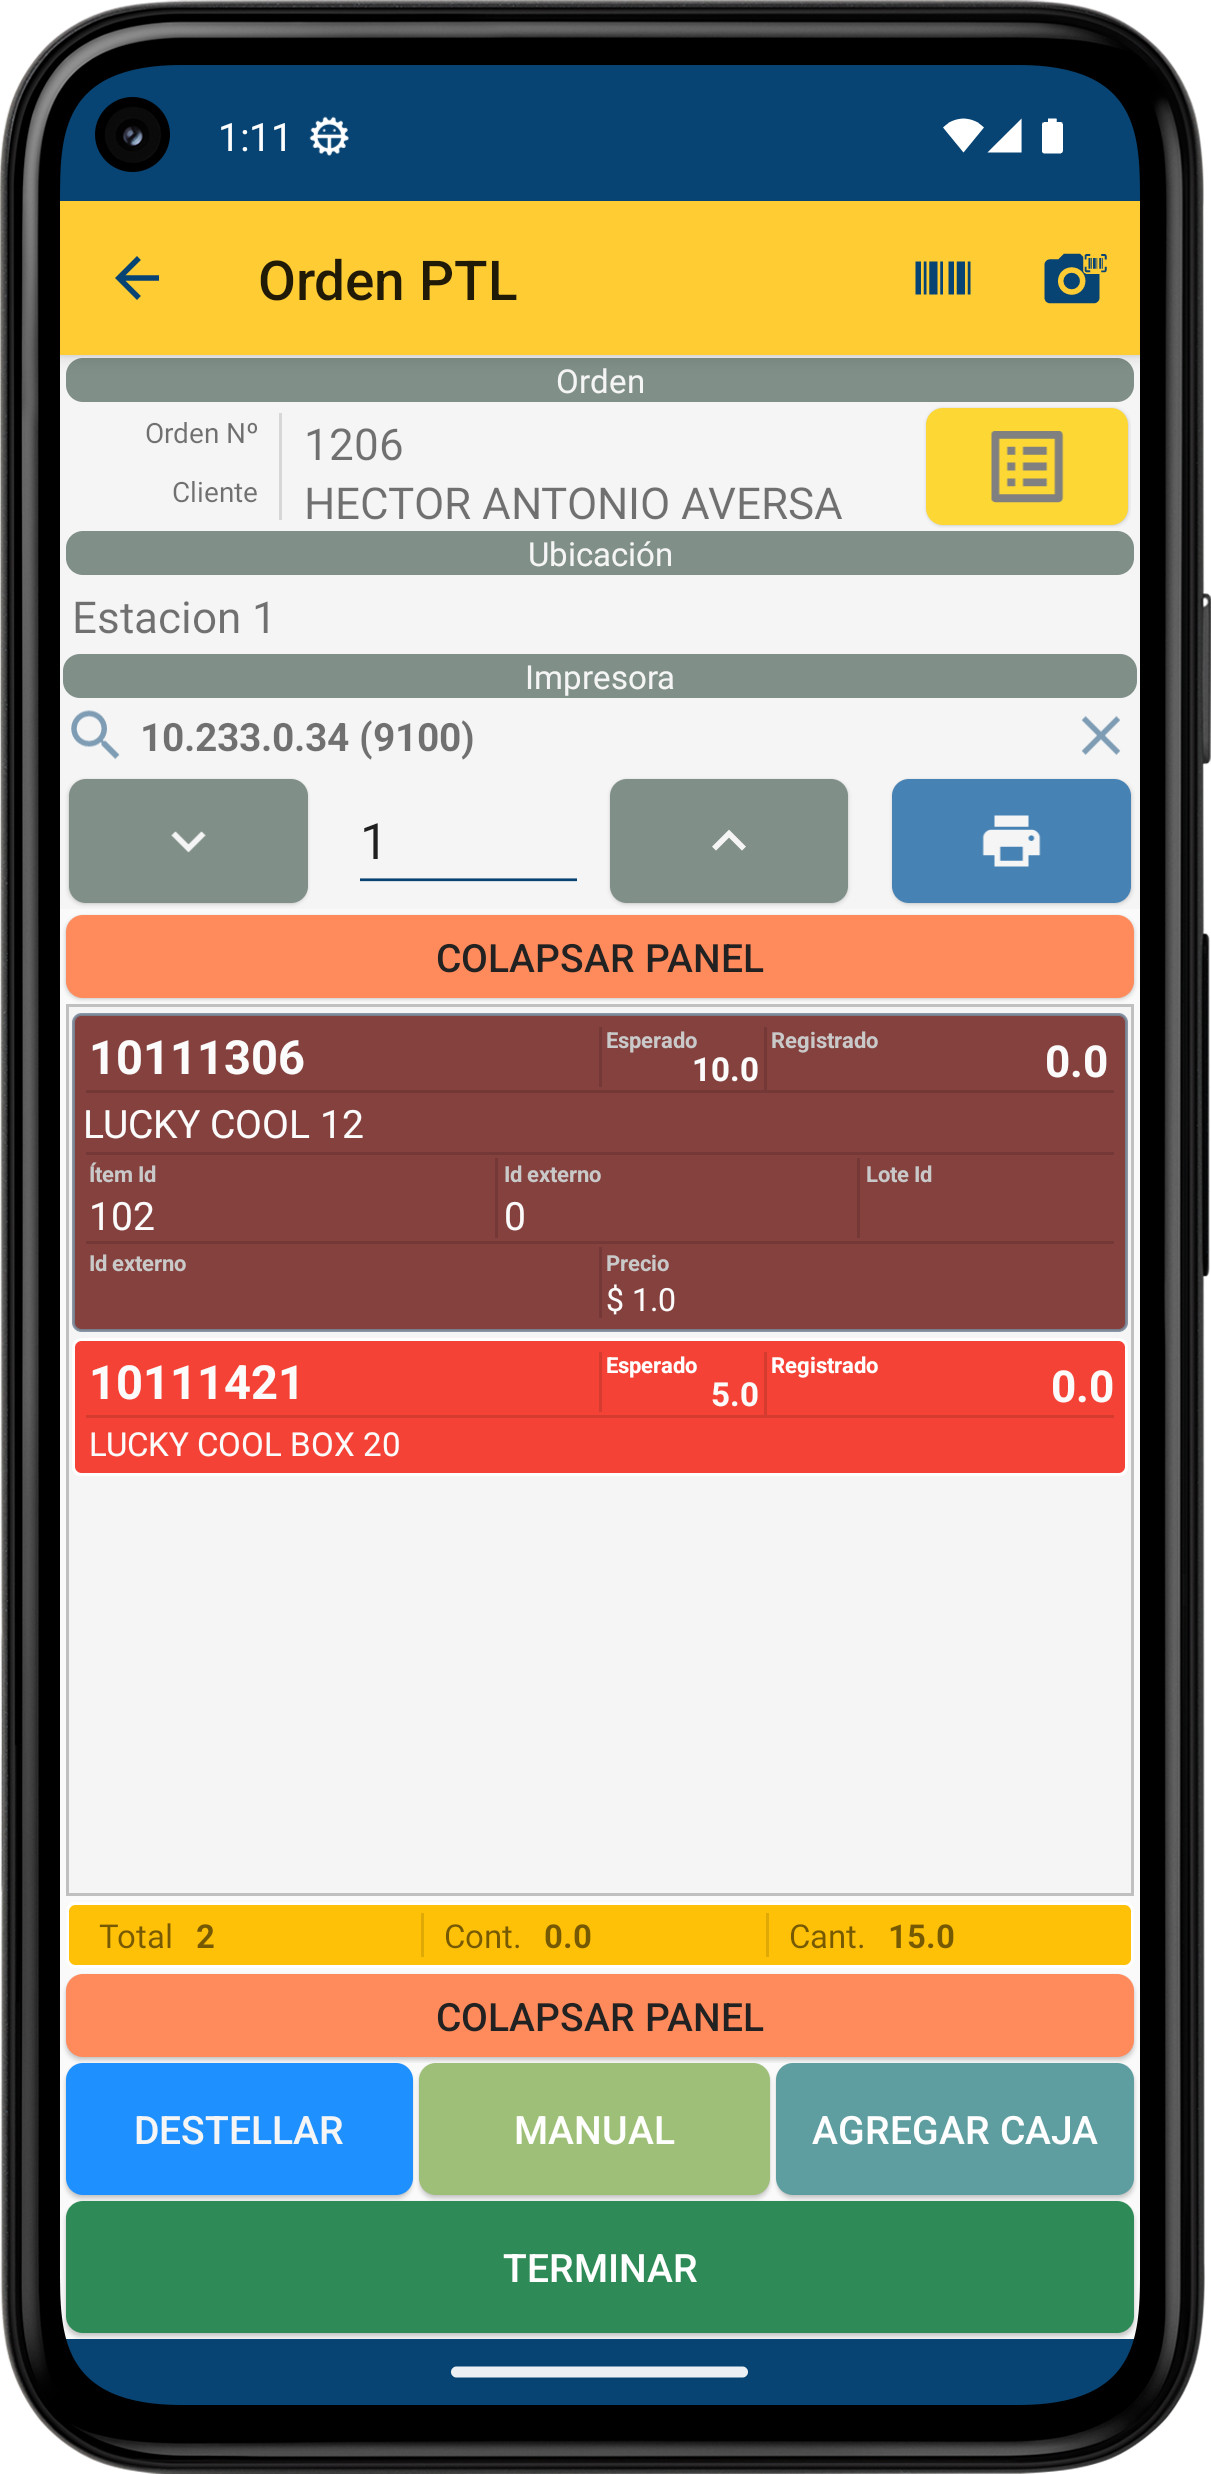 1:11
Orden PTL
Orden
Orden Nº 1206
Cliente HECTOR ANTONIO AVERSA
Ubicación
Estacion 1
Impresora
10.233.0.34 (9100)
1
COLAPSAR PANEL
10111306 Esperado 10.0 Registrado 0.0
LUCKY COOL 12
Ítem Id Id externo Lote Id
102 0
Id externo Precio
$ 1.0
10111421 Esperado 5.0 Registrado 0.0
LUCKY COOL BOX 20
Total 2 Cont. 0.0 Cant. 15.0
COLAPSAR PANEL
DESTELLAR MANUAL AGREGAR CAJA
TERMINAR